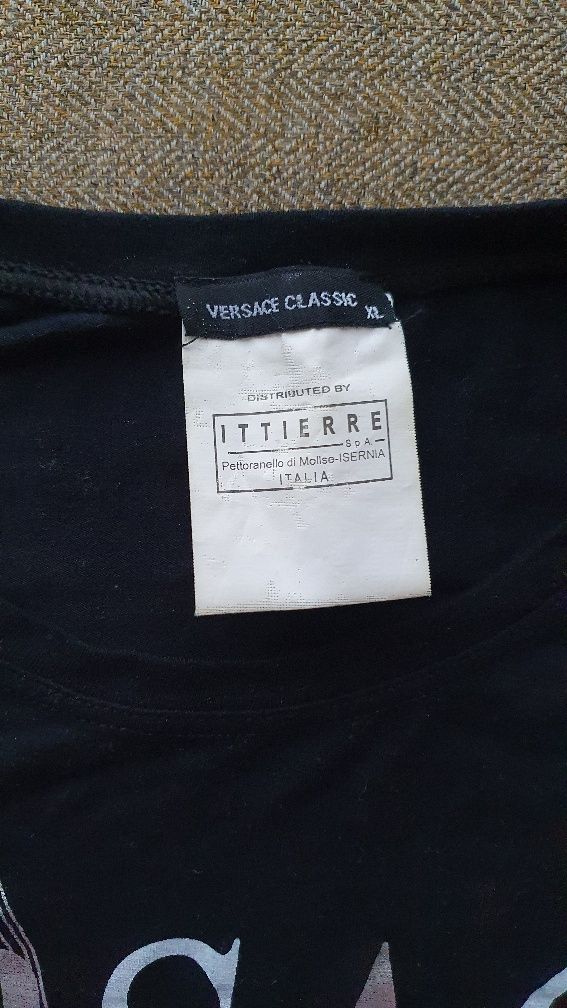 VERSACE CLASSIC
XL
DISTRIBUTED BY
ITTIERRE
S p A
Pettoranello di Molise-ISERNIA
ITALIA